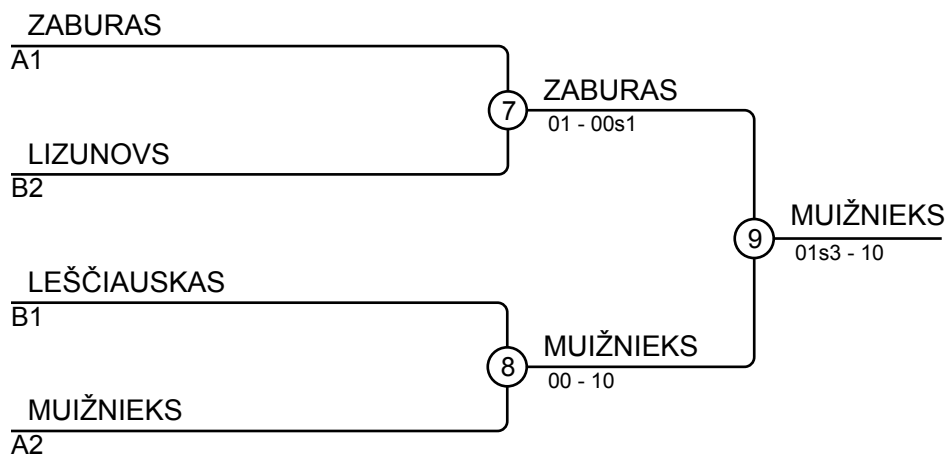 ZABURAS
A1
7
ZABURAS
01 - 00s1
LIZUNOVS
B2
MUIŽNIEKS
9
01s3 - 10
LEŠČIAUSKAS
B1
8
MUIŽNIEKS
00 - 10
MUIŽNIEKS
A2